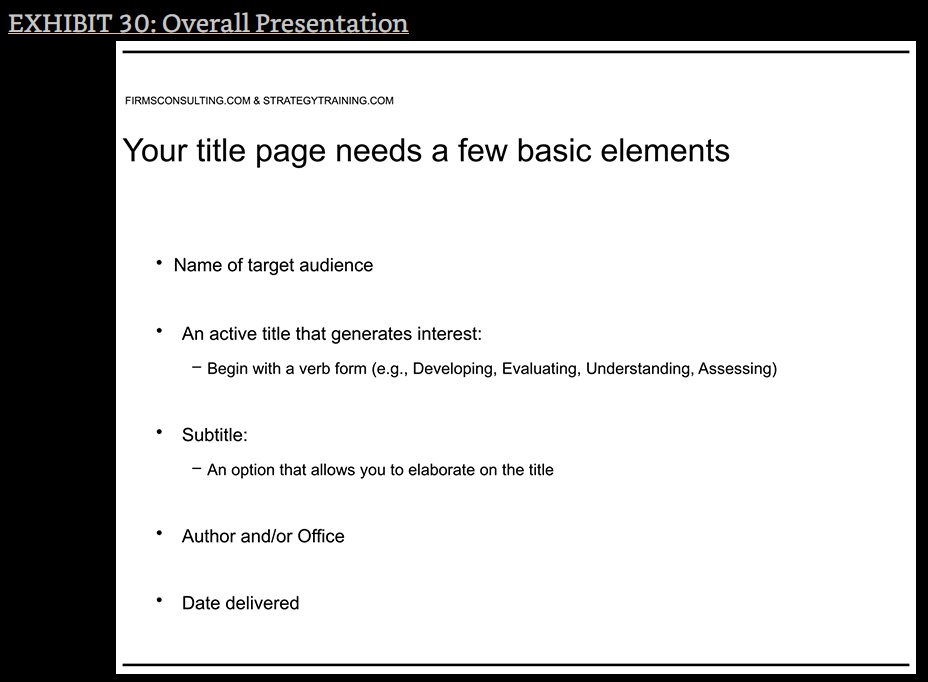 EXHIBIT 30: Overall Presentation
FIRMSCONSULTING.COM & STRATEGYTRAINING.COM
Your title page needs a few basic elements
• Name of target audience
• An active title that generates interest:
– Begin with a verb form (e.g., Developing, Evaluating, Understanding, Assessing)
• Subtitle:
– An option that allows you to elaborate on the title
• Author and/or Office
• Date delivered